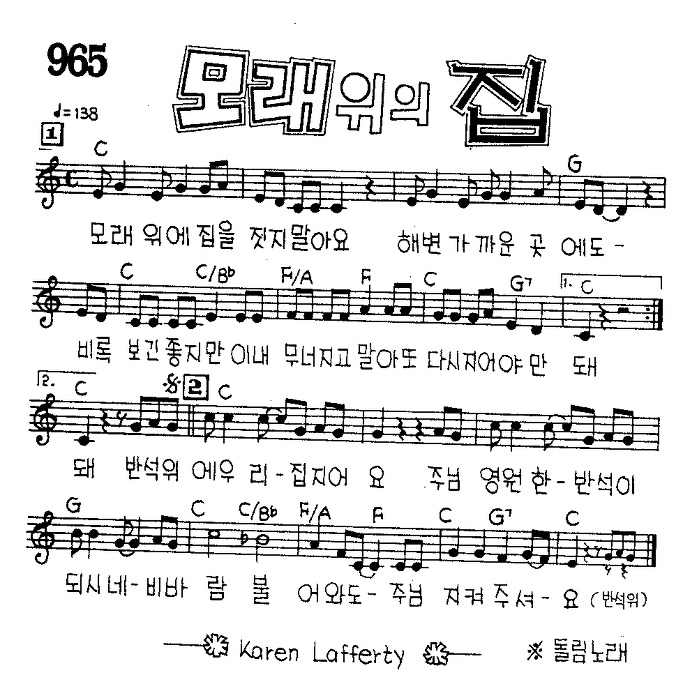 965
모래위의 집
♩=138
1
C G
모래 위에 집을 짓지말아요 해변 가 까운 곳 에도-
C C/B♭ F/A F C G7 1. C
비록 보긴좋지만 이내 무너지고 말아또 다시지어야 만 돼
2. C 𝄋 2 C
돼 반석위 에우 리-집지어 요 주님 영원한-반석이
G C C/B♭ F/A F C G7 C
되시네-비바 람 불 어와도-주님 지켜 주셔-요 (반석위)
Karen Lafferty ※ 돌림노래